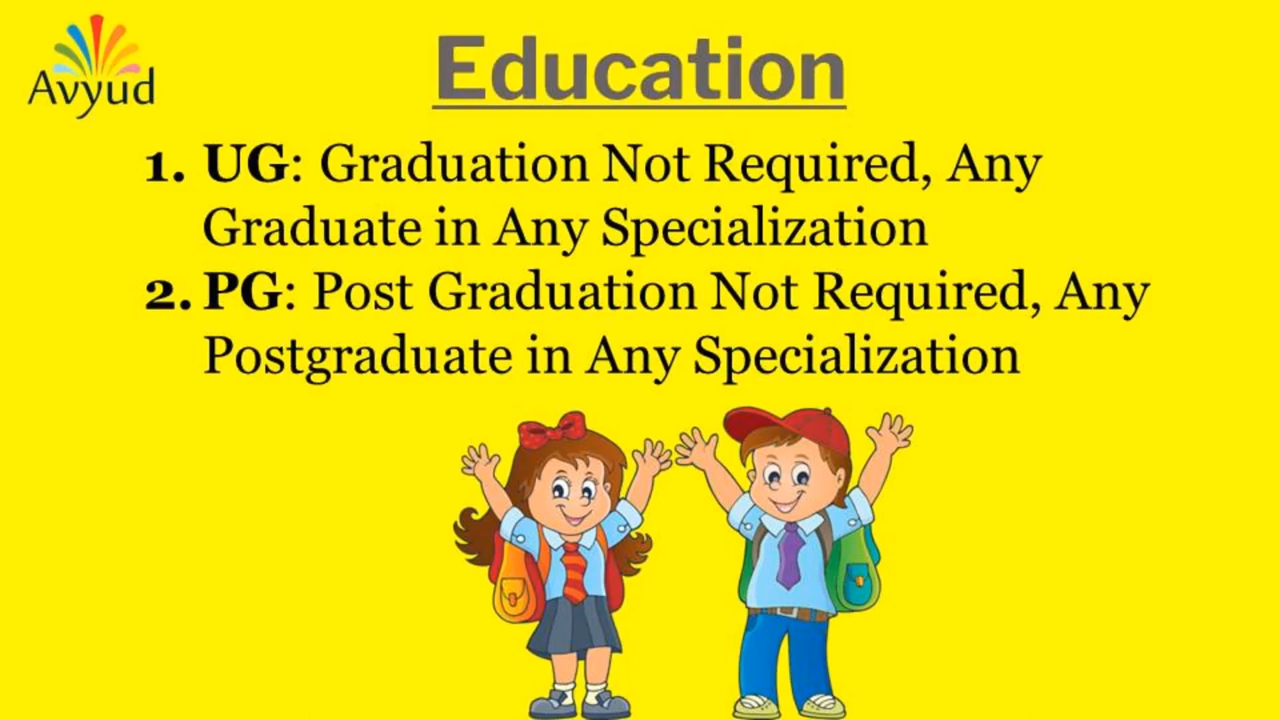 Avyud
Education
1. UG: Graduation Not Required, Any
Graduate in Any Specialization
2. PG: Post Graduation Not Required, Any
Postgraduate in Any Specialization